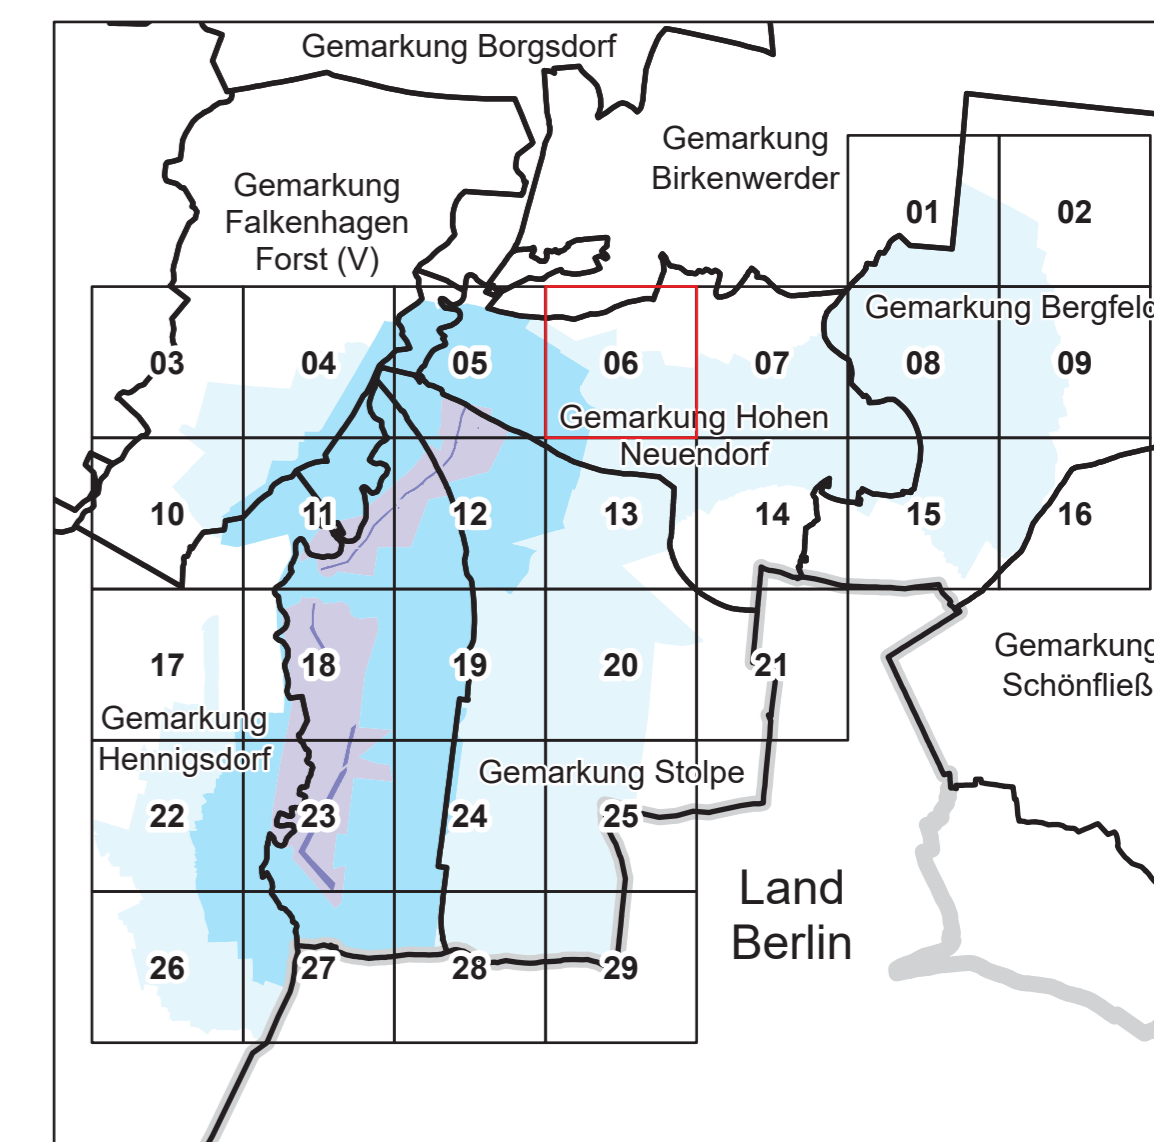 Gemarkung Borgsdorf
Gemarkung
Birkenwerder
Gemarkung
Falkenhagen
Forst (V)
01
02
Gemarkung Bergfeld
03
04
05
06
07
08
09
Gemarkung Hohen
Neuendorf
10
11
12
13
14
15
16
17
18
19
20
21
Gemarkung
Schönfließ
Gemarkung
Hennigsdorf
Gemarkung Stolpe
22
23
24
25
Land
Berlin
26
27
28
29